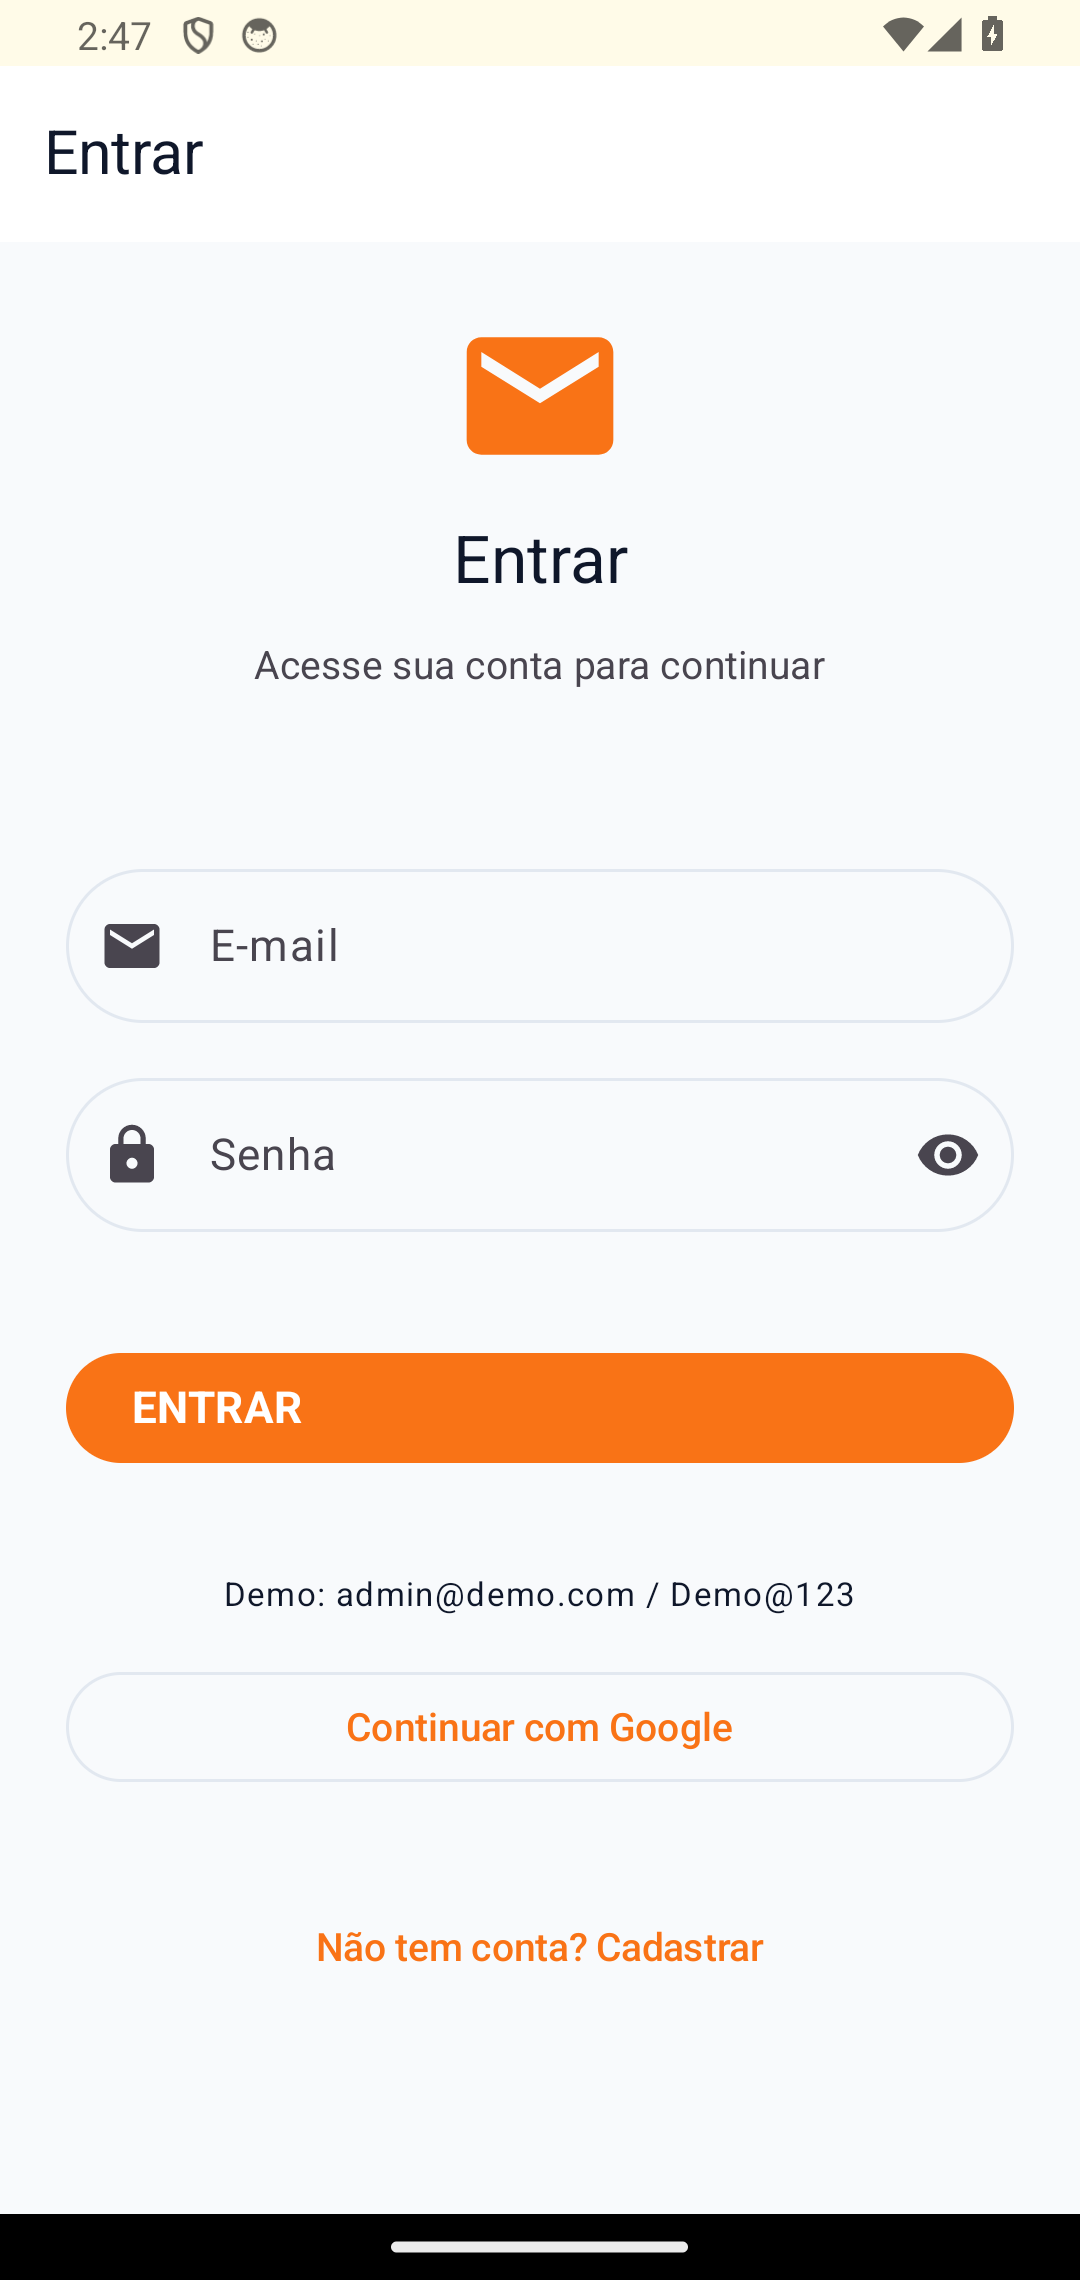 2:47
Entrar
Entrar
Acesse sua conta para continuar
E-mail
Senha
ENTRAR
Demo: admin@demo.com / Demo@123
Continuar com Google
Não tem conta? Cadastrar